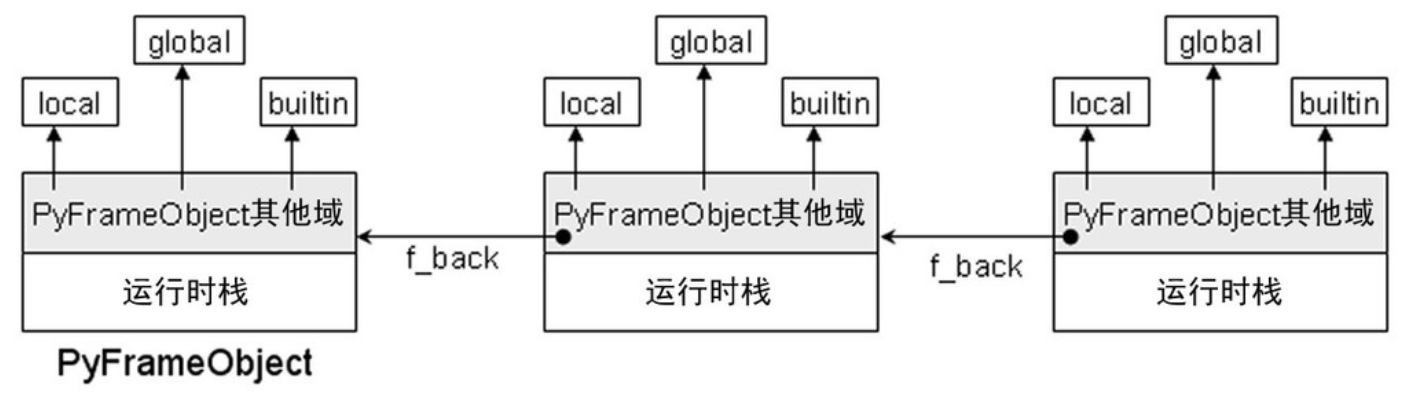 global
global
global
local
builtin
local
builtin
local
builtin
PyFrameObject其他域
PyFrameObject其他域
PyFrameObject其他域
f_back
f_back
运行时栈
运行时栈
运行时栈
PyFrameObject